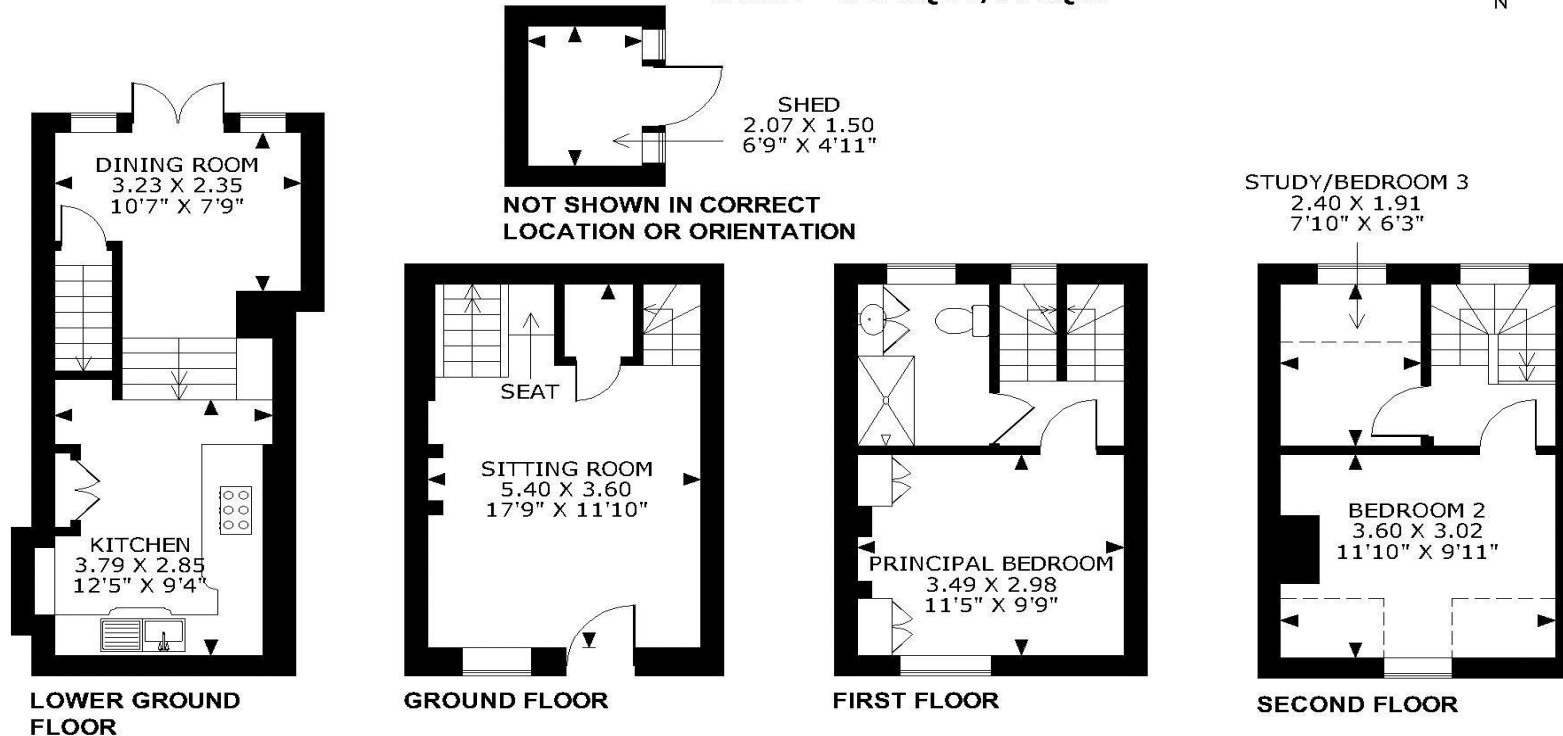 N
SHED
2.07 X 1.50
6'9" X 4'11"
NOT SHOWN IN CORRECT
LOCATION OR ORIENTATION
DINING ROOM
3.23 X 2.35
10'7" X 7'9"
KITCHEN
3.79 X 2.85
12'5" X 9'4"
LOWER GROUND
FLOOR
SEAT
SITTING ROOM
5.40 X 3.60
17'9" X 11'10"
GROUND FLOOR
PRINCIPAL BEDROOM
3.49 X 2.98
11'5" X 9'9"
FIRST FLOOR
STUDY/BEDROOM 3
2.40 X 1.91
7'10" X 6'3"
BEDROOM 2
3.60 X 3.02
11'10" X 9'11"
SECOND FLOOR